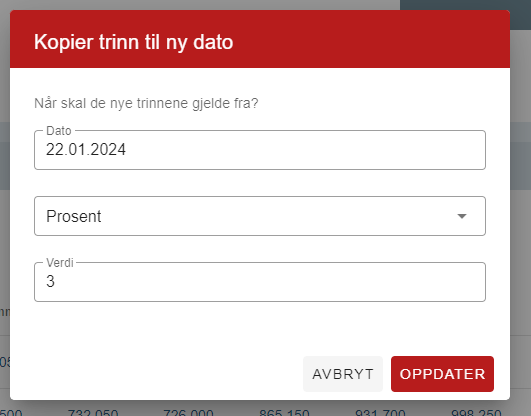 Kopier trinn til ny dato
Når skal de nye trinnene gjelde fra?
Dato
22.01.2024
Prosent
Verdi
3
AVBRYT OPPDATER
500 732 050 726 000 865 150 931 700 998 250